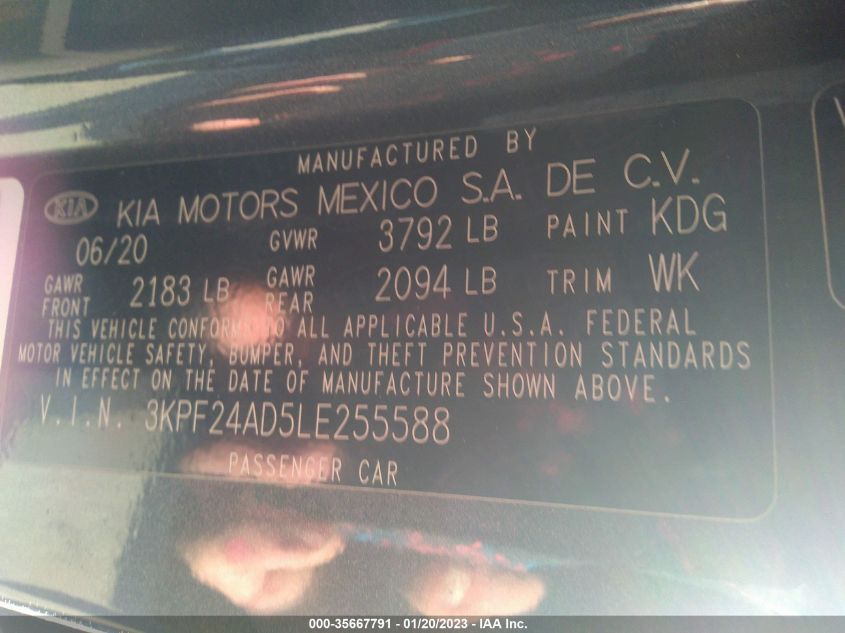 MANUFACTURED BY
KIA KIA MOTORS MEXICO S.A. DE C.V.
06/20 GVWR 3792 LB PAINT KDG
GAWR FRONT 2183 LB GAWR REAR 2094 LB TRIM WK
THIS VEHICLE CONFORMS TO ALL APPLICABLE U.S.A. FEDERAL
MOTOR VEHICLE SAFETY, BUMPER, AND THEFT PREVENTION STANDARDS
IN EFFECT ON THE DATE OF MANUFACTURE SHOWN ABOVE.
V.I.N. 3KPF24AD5LE255588
PASSENGER CAR
000-35667791 - 01/20/2023 - IAA Inc.